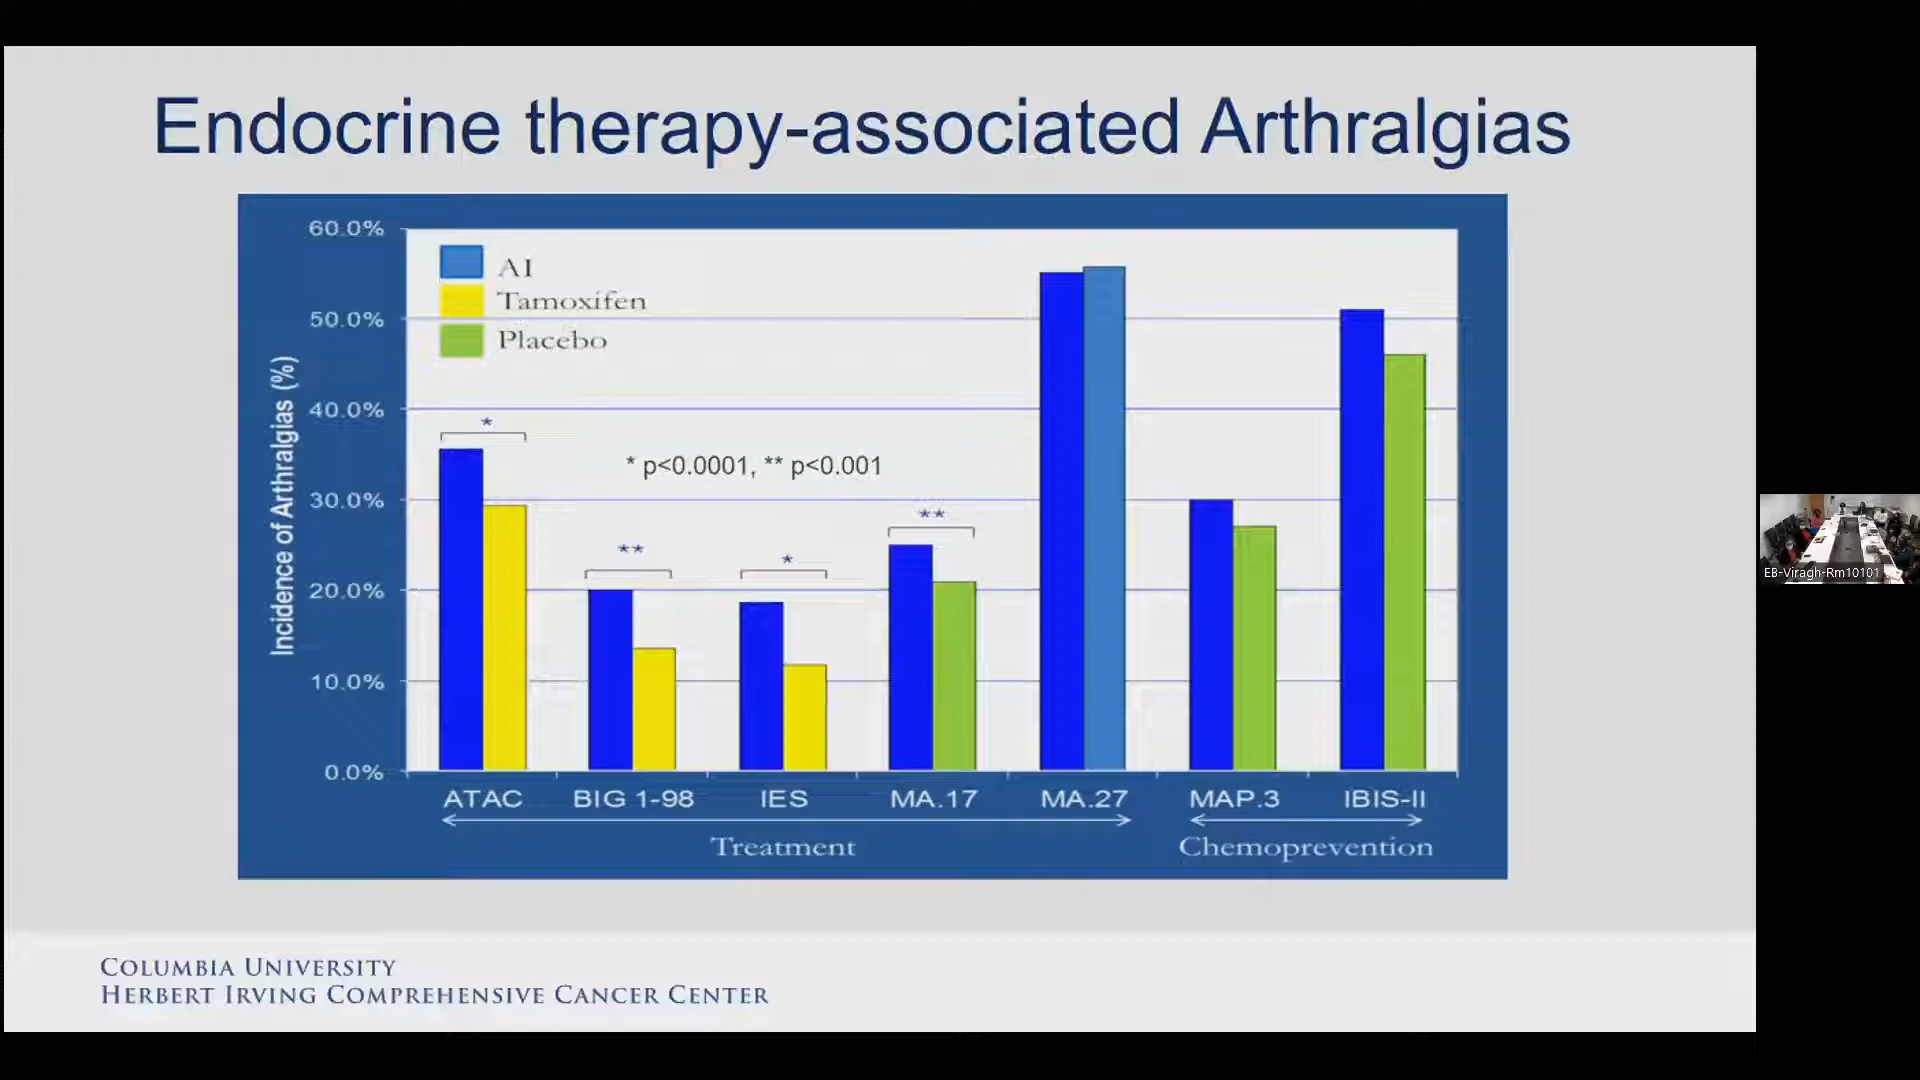 Endocrine therapy-associated Arthralgias
60.0%
50.0%
40.0%
30.0%
20.0%
10.0%
0.0%
Incidence of Arthralgias (%)
AI
Tamoxifen
Placebo
*
* p<0.0001, ** p<0.001
**
**
*
ATAC BIG 1-98 IES MA.17 MA.27 MAP.3 IBIS-II
Treatment Chemoprevention
COLUMBIA UNIVERSITY
HERBERT IRVING COMPREHENSIVE CANCER CENTER
EB-Viragh-Rm10101